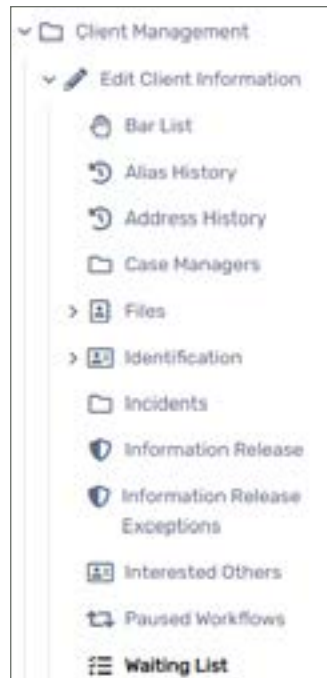 Client Management
Edit Client Information
Bar List
Alias History
Address History
Case Managers
Files
Identification
Incidents
Information Release
Information Release
Exceptions
Interested Others
Paused Workflows
Waiting List